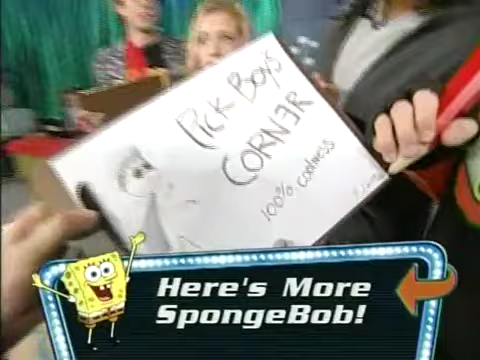 PICK BOYS
CORNER
100% coolness
Here's More
SpongeBob!